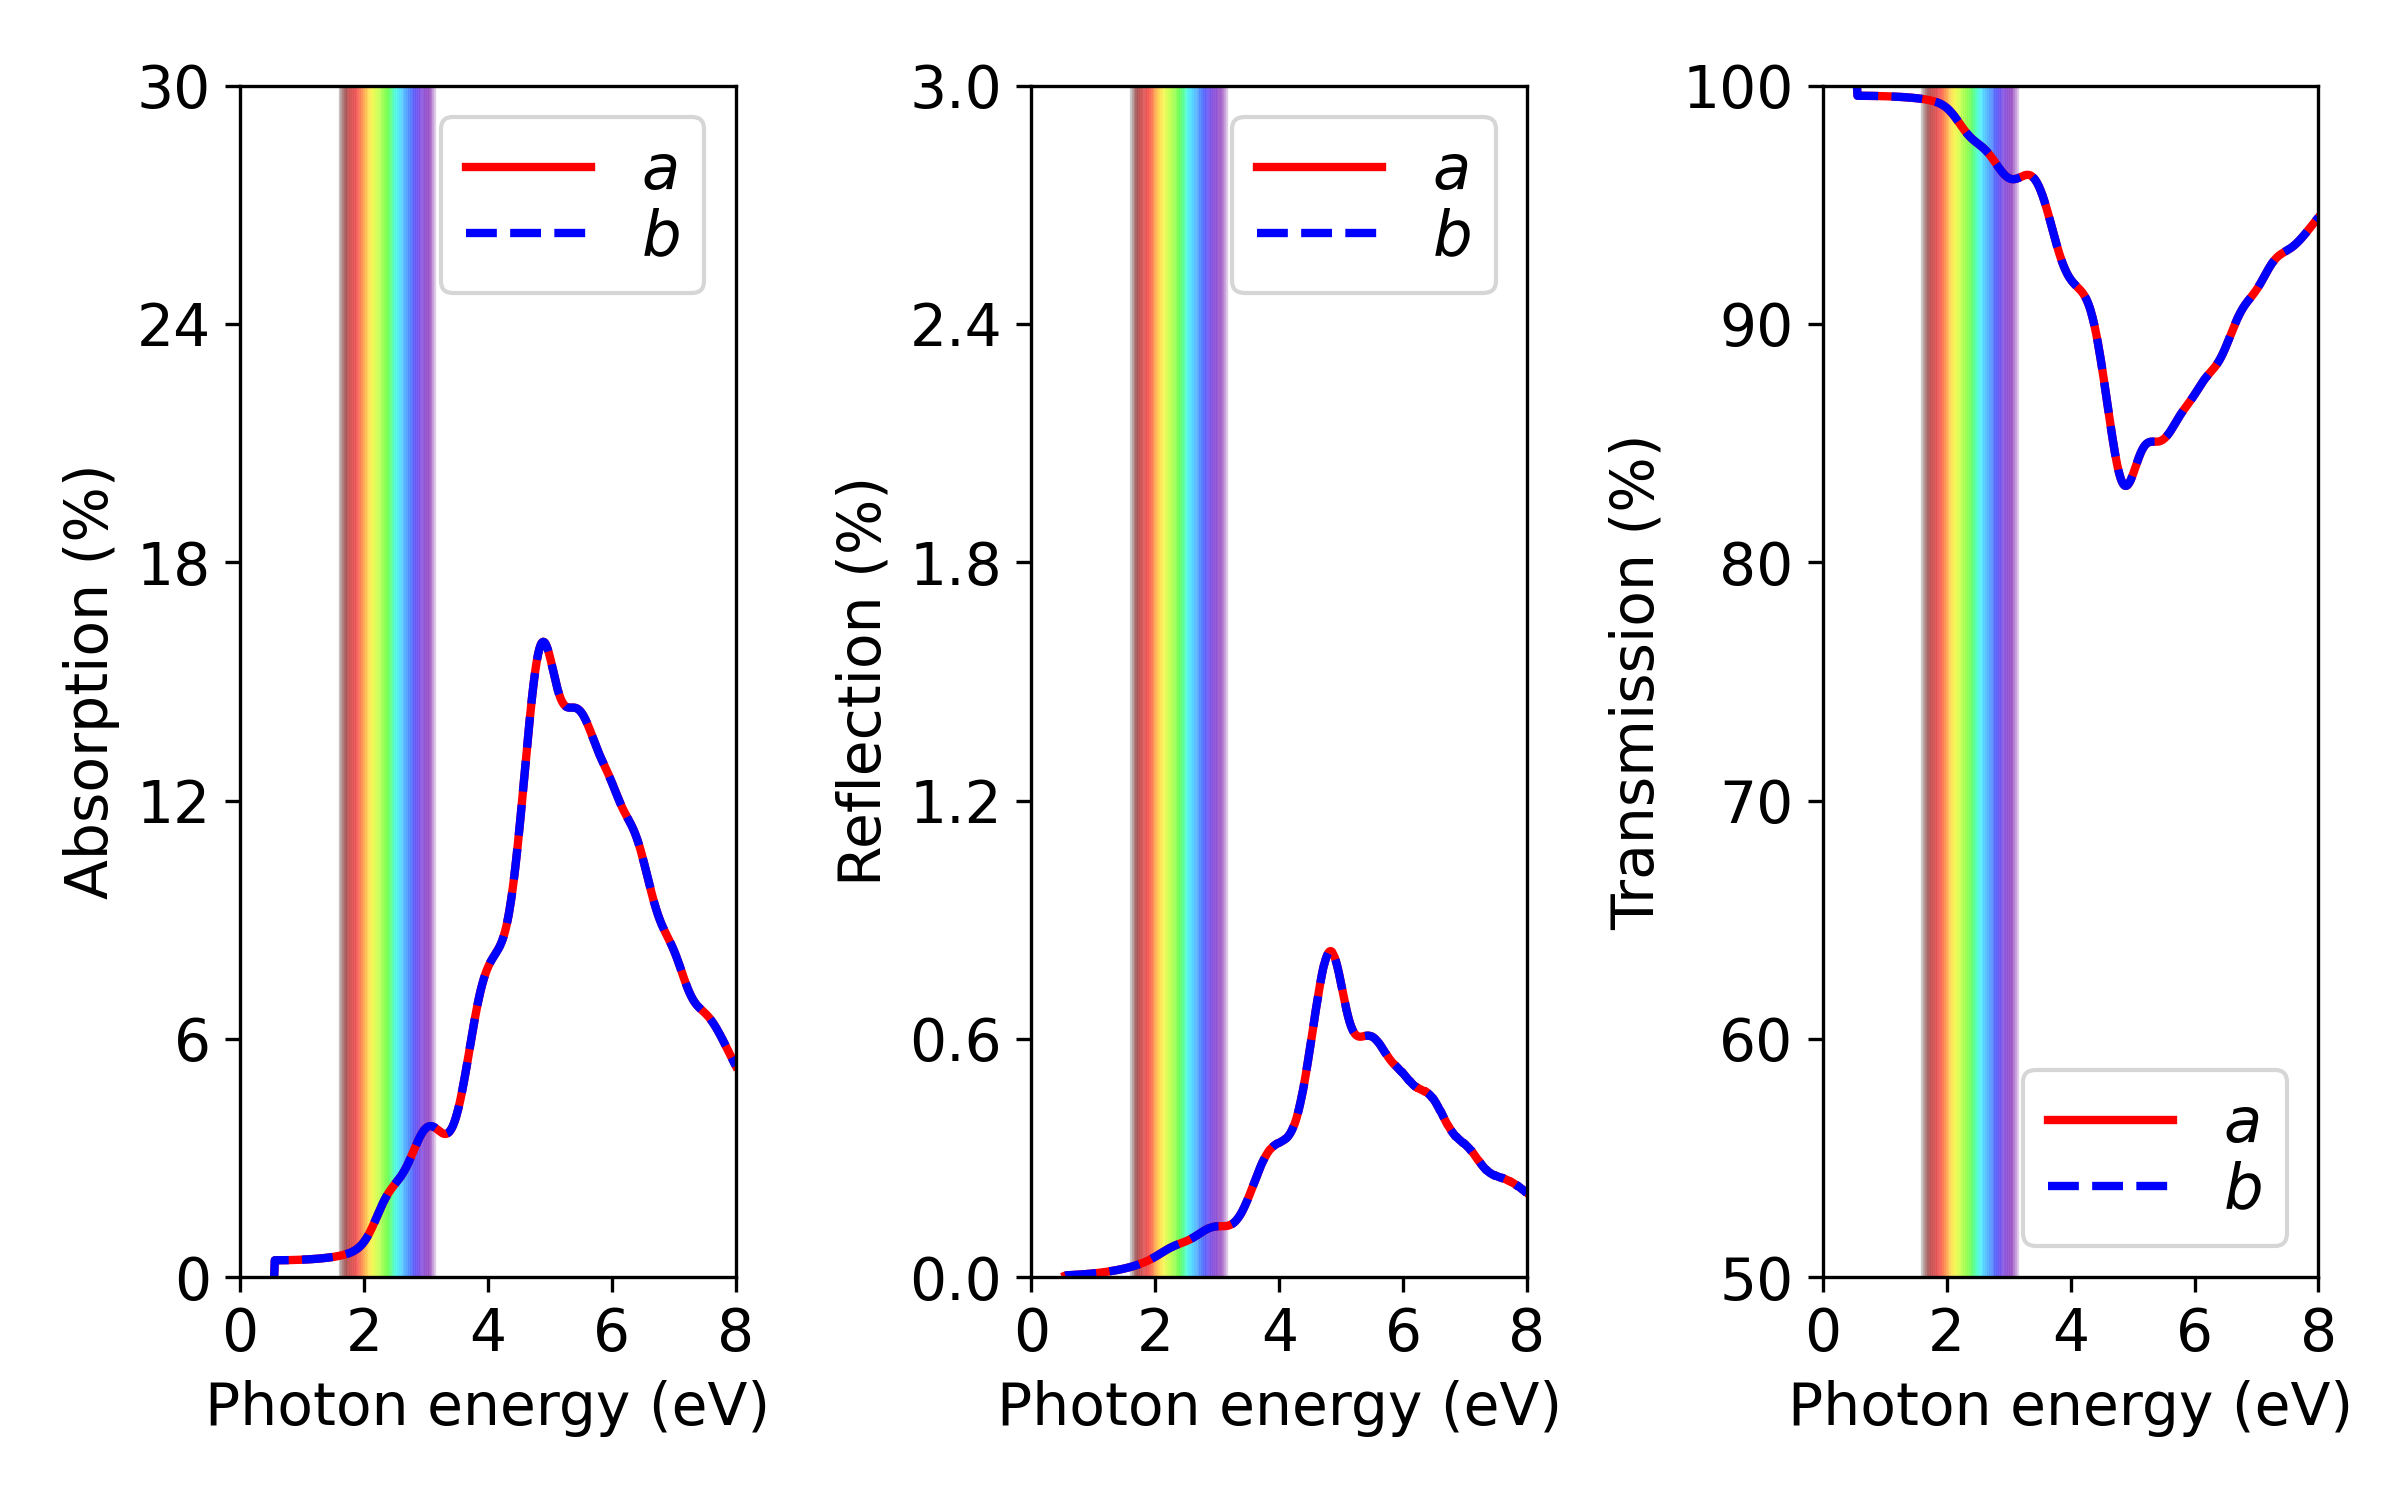 30
24
18
12
6
0
0 2 4 6 8
Absorption (%)
Photon energy (eV)
a
b
3.0
2.4
1.8
1.2
0.6
0.0
0 2 4 6 8
Reflection (%)
Photon energy (eV)
a
b
100
90
80
70
60
50
0 2 4 6 8
Transmission (%)
Photon energy (eV)
a
b